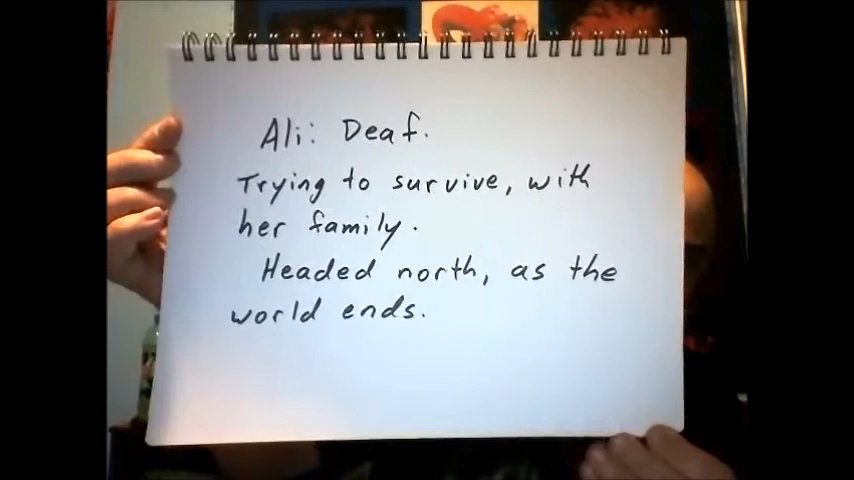 Ali: Deaf.
Trying to survive, with
her family.
Headed north, as the
world ends.